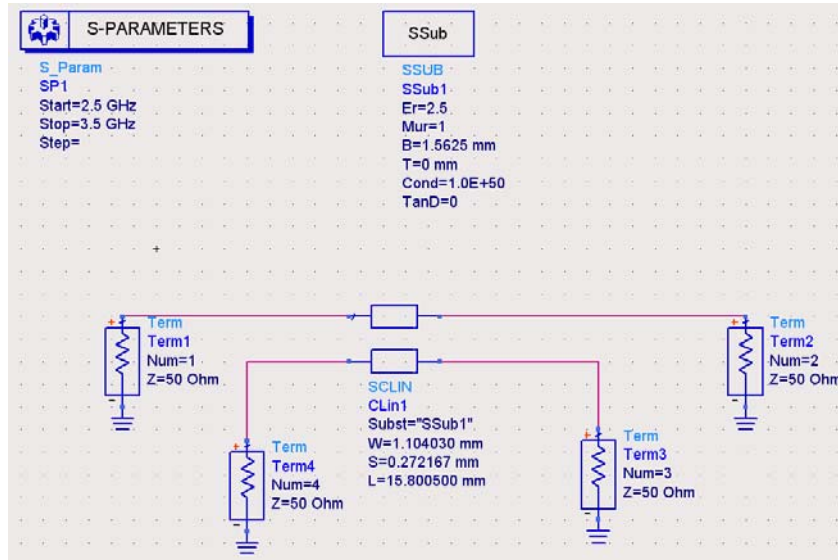 S-PARAMETERS
S_Param
SP1
Start=2.5 GHz
Stop=3.5 GHz
Step=
SSub
SSUB
SSub1
Er=2.5
Mur=1
B=1.5625 mm
T=0 mm
Cond=1.0E+50
TanD=0
Term
Term1
Num=1
Z=50 Ohm
Term
Term2
Num=2
Z=50 Ohm
SCLIN
CLin1
Subst="SSub1"
W=1.104030 mm
S=0.272167 mm
L=15.800500 mm
Term
Term4
Num=4
Z=50 Ohm
Term
Term3
Num=3
Z=50 Ohm